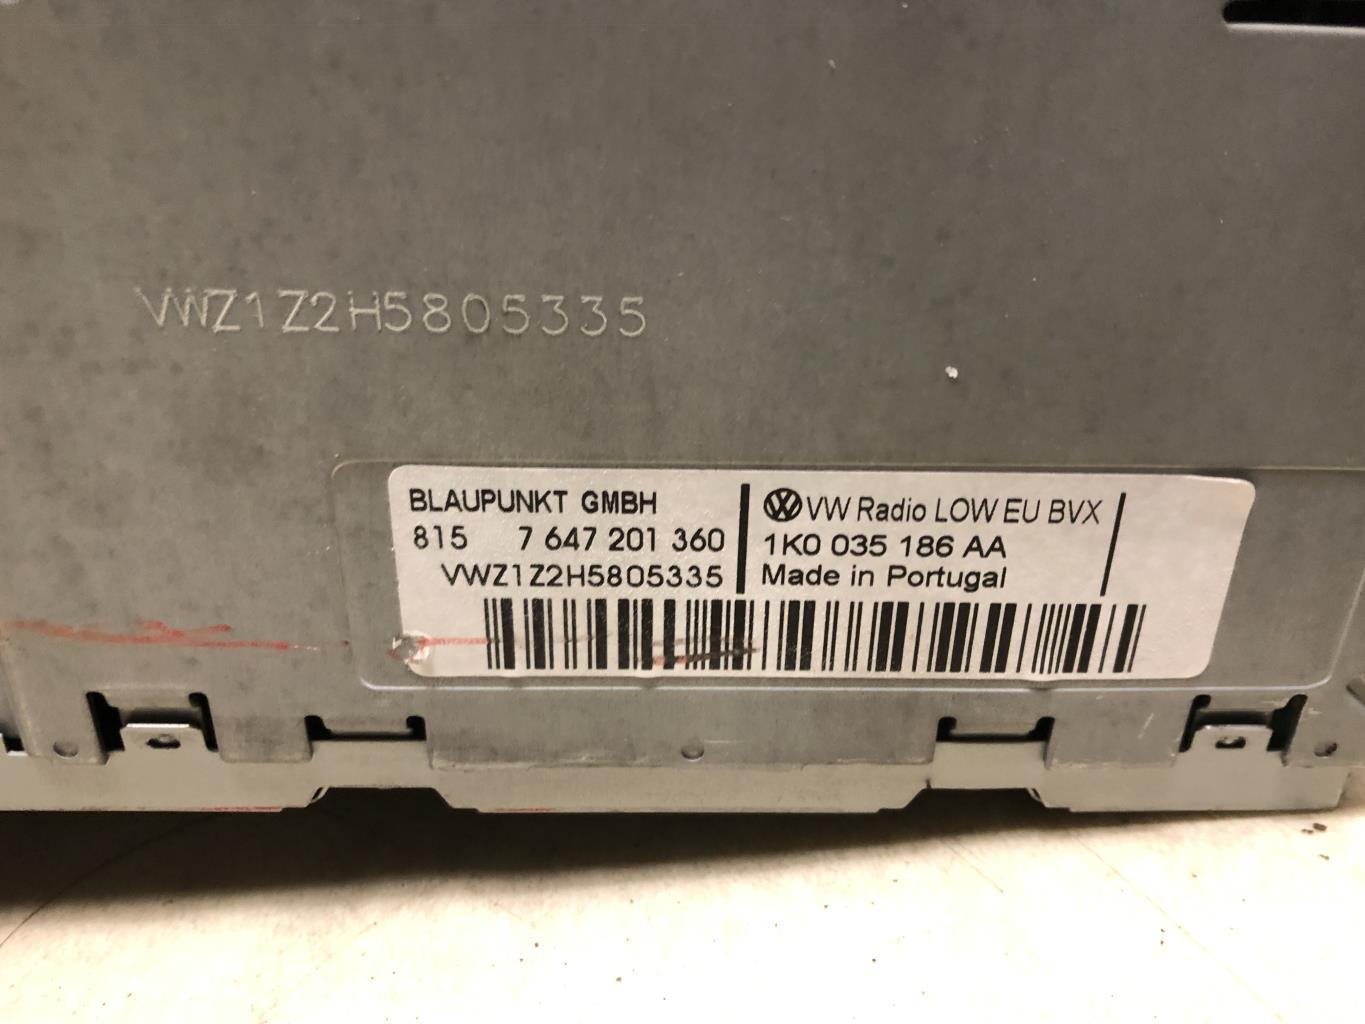 VWZ1Z2H5805335
BLAUPUNKT GMBH
815 7 647 201 360
VWZ1Z2H5805335
VW Radio LOW EU BVX
1K0 035 186 AA
Made in Portugal